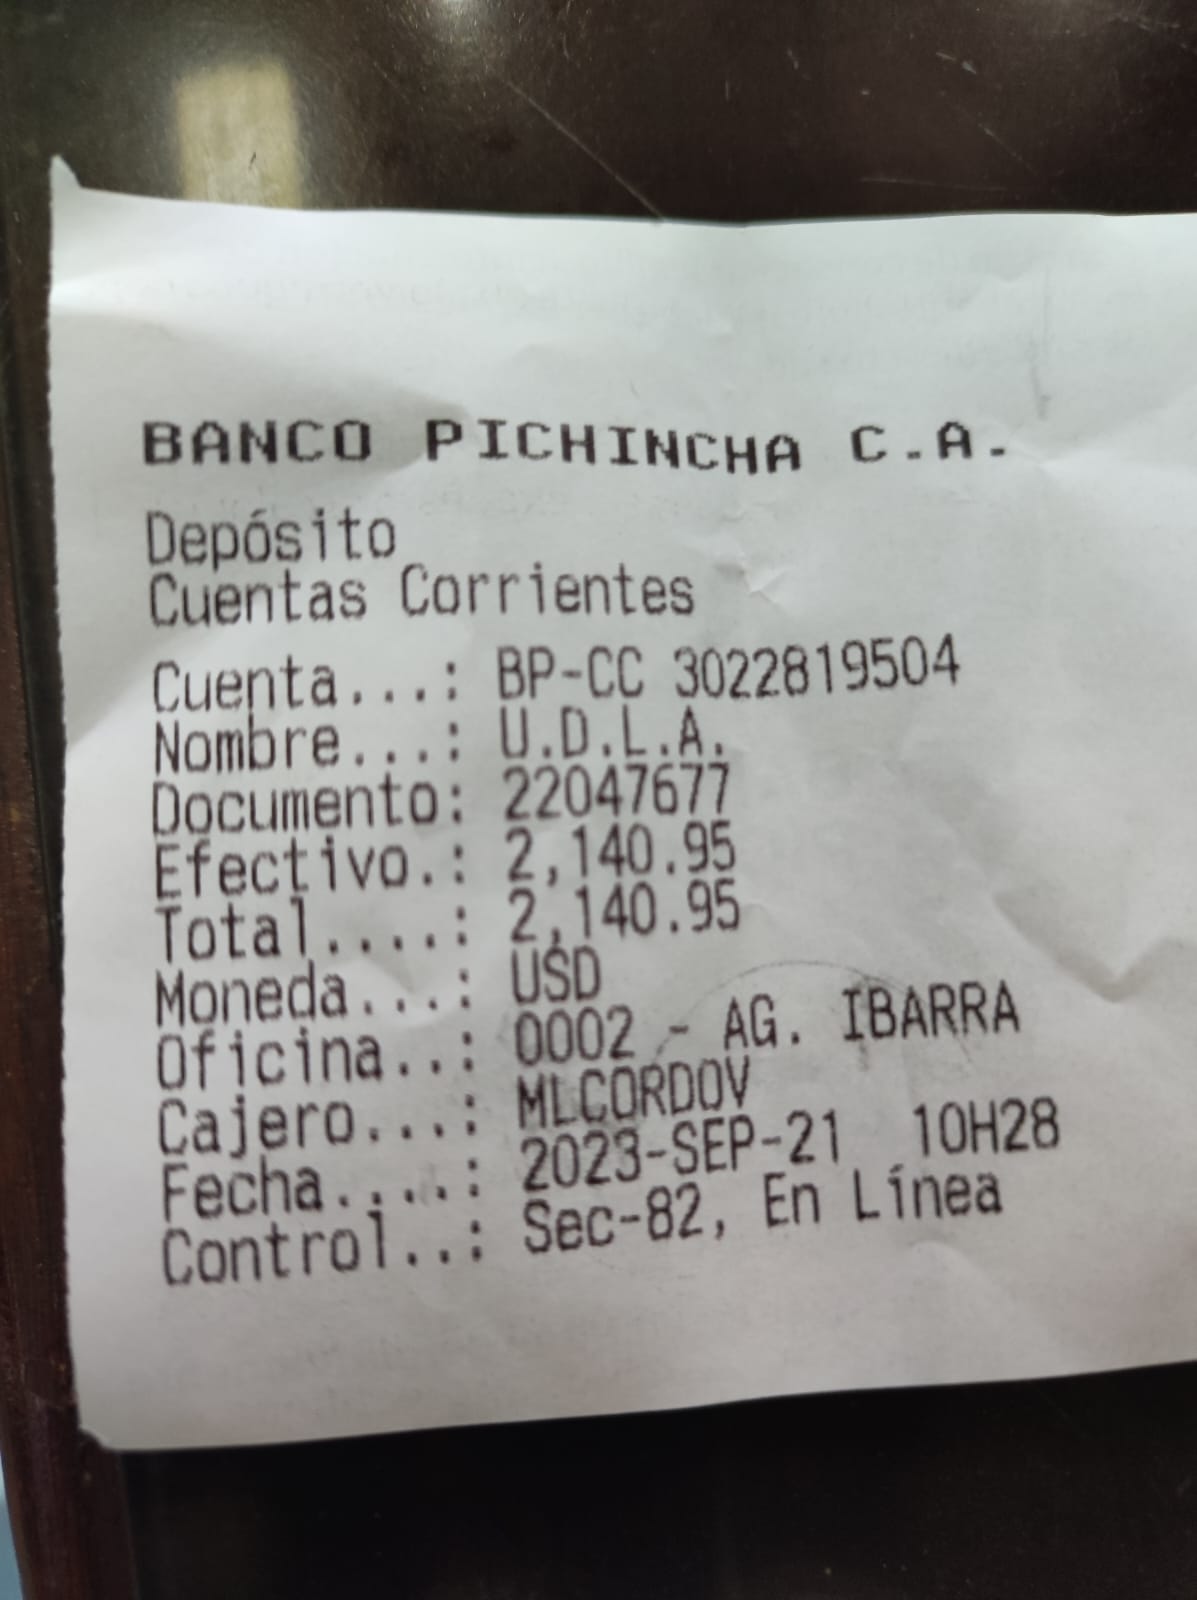 BANCO PICHINCHA C.A.
Depósito
Cuentas Corrientes
Cuenta...: BP-CC 3022819504
Nombre...: U.D.L.A.
Documento: 22047677
Efectivo.: 2,140.95
Total....: 2,140.95
Moneda...: USD
Oficina..: 0002 - AG. IBARRA
Cajero...: MLCORDOV
Fecha....: 2023-SEP-21  10H28
Control..: Sec-82, En Línea